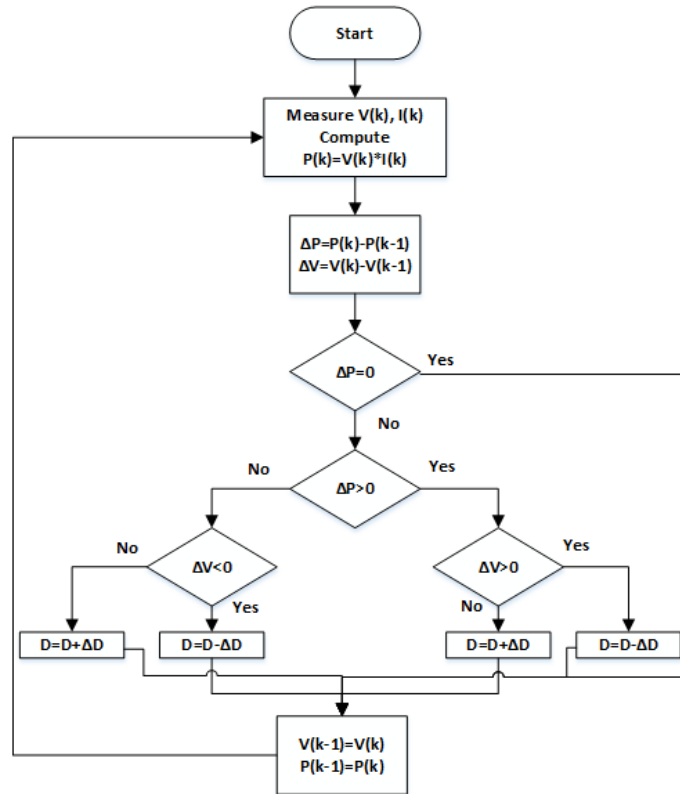 Start
Measure V(k), I(k)
Compute
P(k)=V(k)*I(k)
ΔP=P(k)-P(k-1)
ΔV=V(k)-V(k-1)
ΔP=0
Yes
No
ΔP>0
No
Yes
ΔV<0
No
Yes
ΔV>0
Yes
No
D=D+ΔD
D=D-ΔD
D=D+ΔD
D=D-ΔD
V(k-1)=V(k)
P(k-1)=P(k)